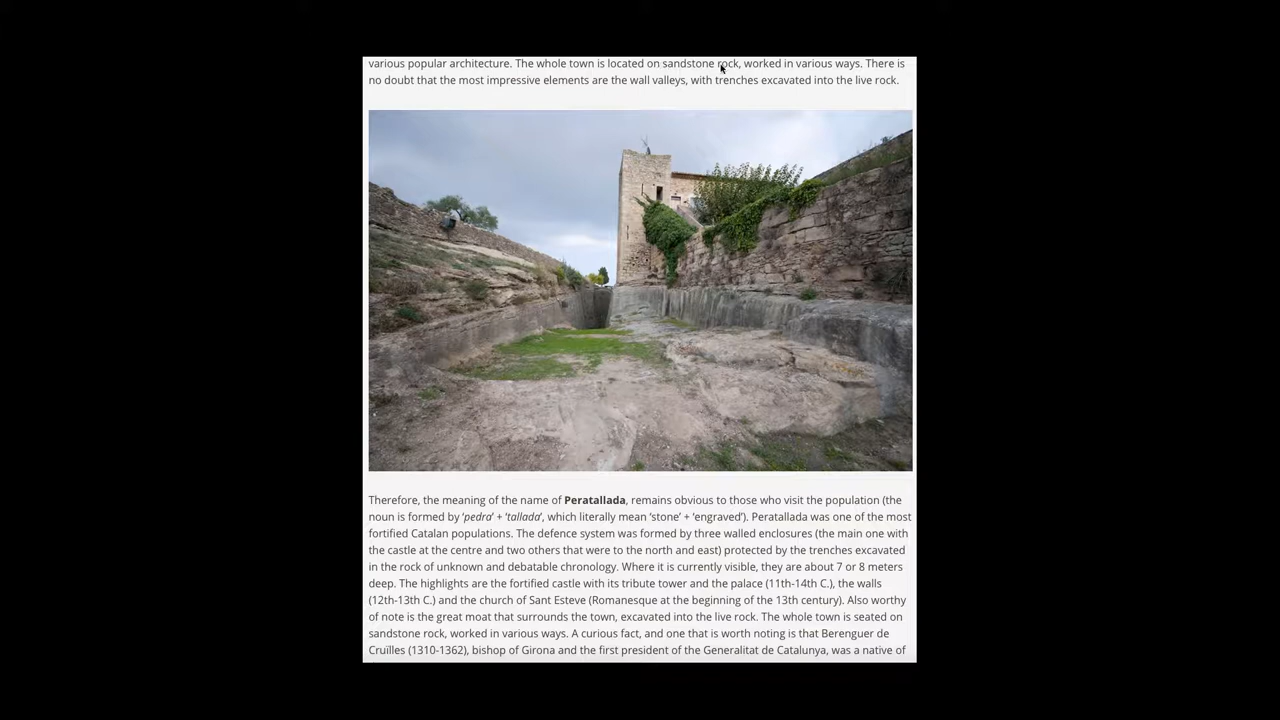 various popular architecture. The whole town is located on sandstone rock, worked in various ways. There is
no doubt that the most impressive elements are the wall valleys, with trenches excavated into the live rock.
Therefore, the meaning of the name of Peratallada, remains obvious to those who visit the population (the
noun is formed by ‘pedra’ + ‘tallada’, which literally mean ‘stone’ + ‘engraved’). Peratallada was one of the most
fortified Catalan populations. The defence system was formed by three walled enclosures (the main one with
the castle at the centre and two others that were to the north and east) protected by the trenches excavated
in the rock of unknown and debatable chronology. Where it is currently visible, they are about 7 or 8 meters
deep. The highlights are the fortified castle with its tribute tower and the palace (11th-14th C.), the walls
(12th-13th C.) and the church of Sant Esteve (Romanesque at the beginning of the 13th century). Also worthy
of note is the great moat that surrounds the town, excavated into the live rock. The whole town is seated on
sandstone rock, worked in various ways. A curious fact, and one that is worth noting is that Berenguer de
Cruïlles (1310-1362), bishop of Girona and the first president of the Generalitat de Catalunya, was a native of